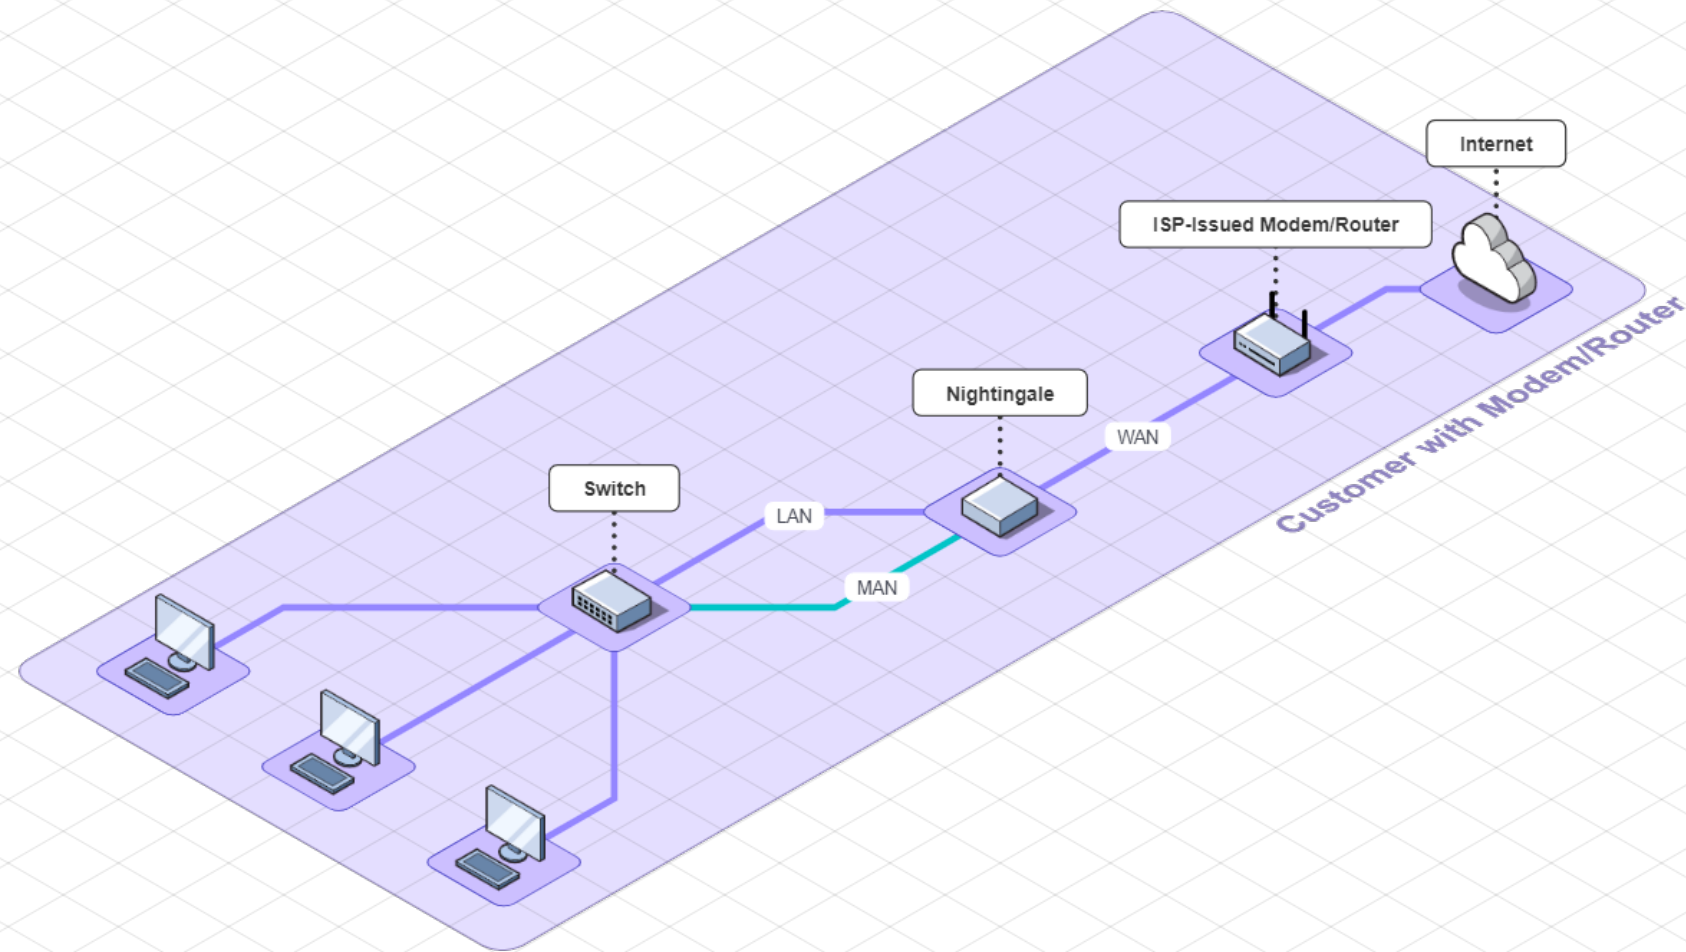 Internet
ISP-Issued Modem/Router
Customer with Modem/Router
Nightingale
WAN
Switch
LAN
MAN